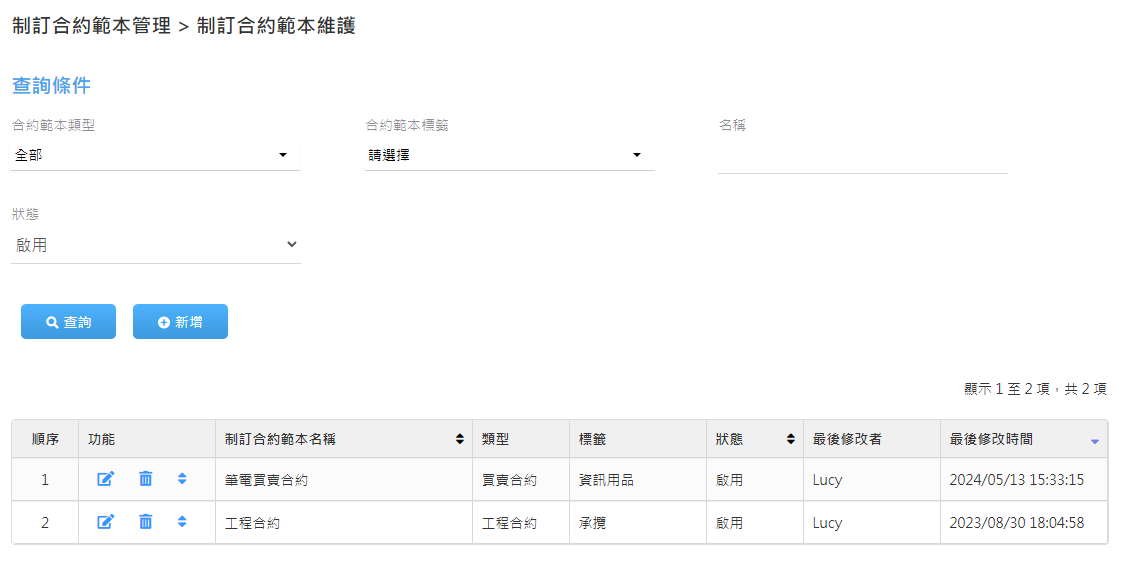 制訂合約範本管理 > 制訂合約範本維護
查詢條件
合約範本類型 合約範本標籤 名稱
全部 請選擇
狀態
啟用
查詢 新增
顯示 1 至 2 項，共 2 項
順序 功能 制訂合約範本名稱 類型 標籤 狀態 最後修改者 最後修改時間
1 筆電買賣合約 買賣合約 資訊用品 啟用 Lucy 2024/05/13 15:33:15
2 工程合約 工程合約 承攬 啟用 Lucy 2023/08/30 18:04:58